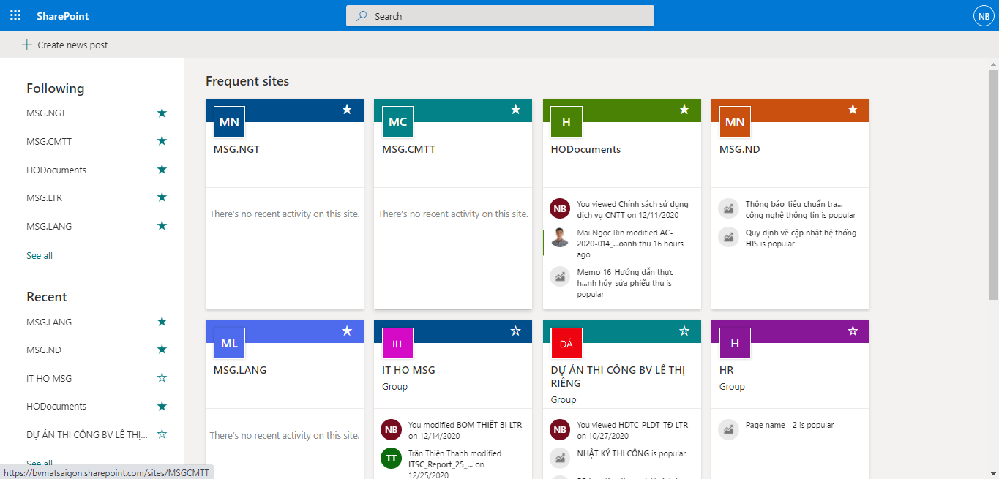 SharePoint
Search
NB
Create news post
Following
MSG.NGT
MSG.CMTT
HODocuments
MSG.LTR
MSG.LANG
See all
Recent
MSG.LANG
MSG.ND
IT HO MSG
HODocuments
DỰ ÁN THI CÔNG BV LÊ THỊ...
See all
Frequent sites
MN
MSG.NGT
There's no recent activity on this site.
MC
MSG.CMTT
There's no recent activity on this site.
H
HODocuments
NB
You viewed Chính sách sử dụng
dịch vụ CNTT on 12/11/2020
Mai Ngọc Rin modified AC-
2020-014_...oanh thu 16 hours
ago
Memo_16_Hướng dẫn thực
h...nh hủy-sửa phiếu thu is
popular
MN
MSG.ND
Thông báo_tiêu chuẩn tra...
công nghệ thông tin is popular
Quy định về cập nhật hệ thống
HIS is popular
ML
MSG.LANG
There's no recent activity on this site.
IH
IT HO MSG
Group
NB
You modified BOM THIẾT BỊ LTR
on 12/14/2020
TT
Trần Thiện Thanh modified
ITSC_Report_25_... on
12/25/2020
DÁ
DỰ ÁN THI CÔNG BV LÊ THỊ
RIÊNG
Group
NB
You viewed HDTC-PLDT-TĐ LTR
on 10/27/2020
NHẬT KÝ THI CÔNG is popular
H
HR
Group
Page name - 2 is popular
https://bvmatsaigon.sharepoint.com/sites/MSGCMTT